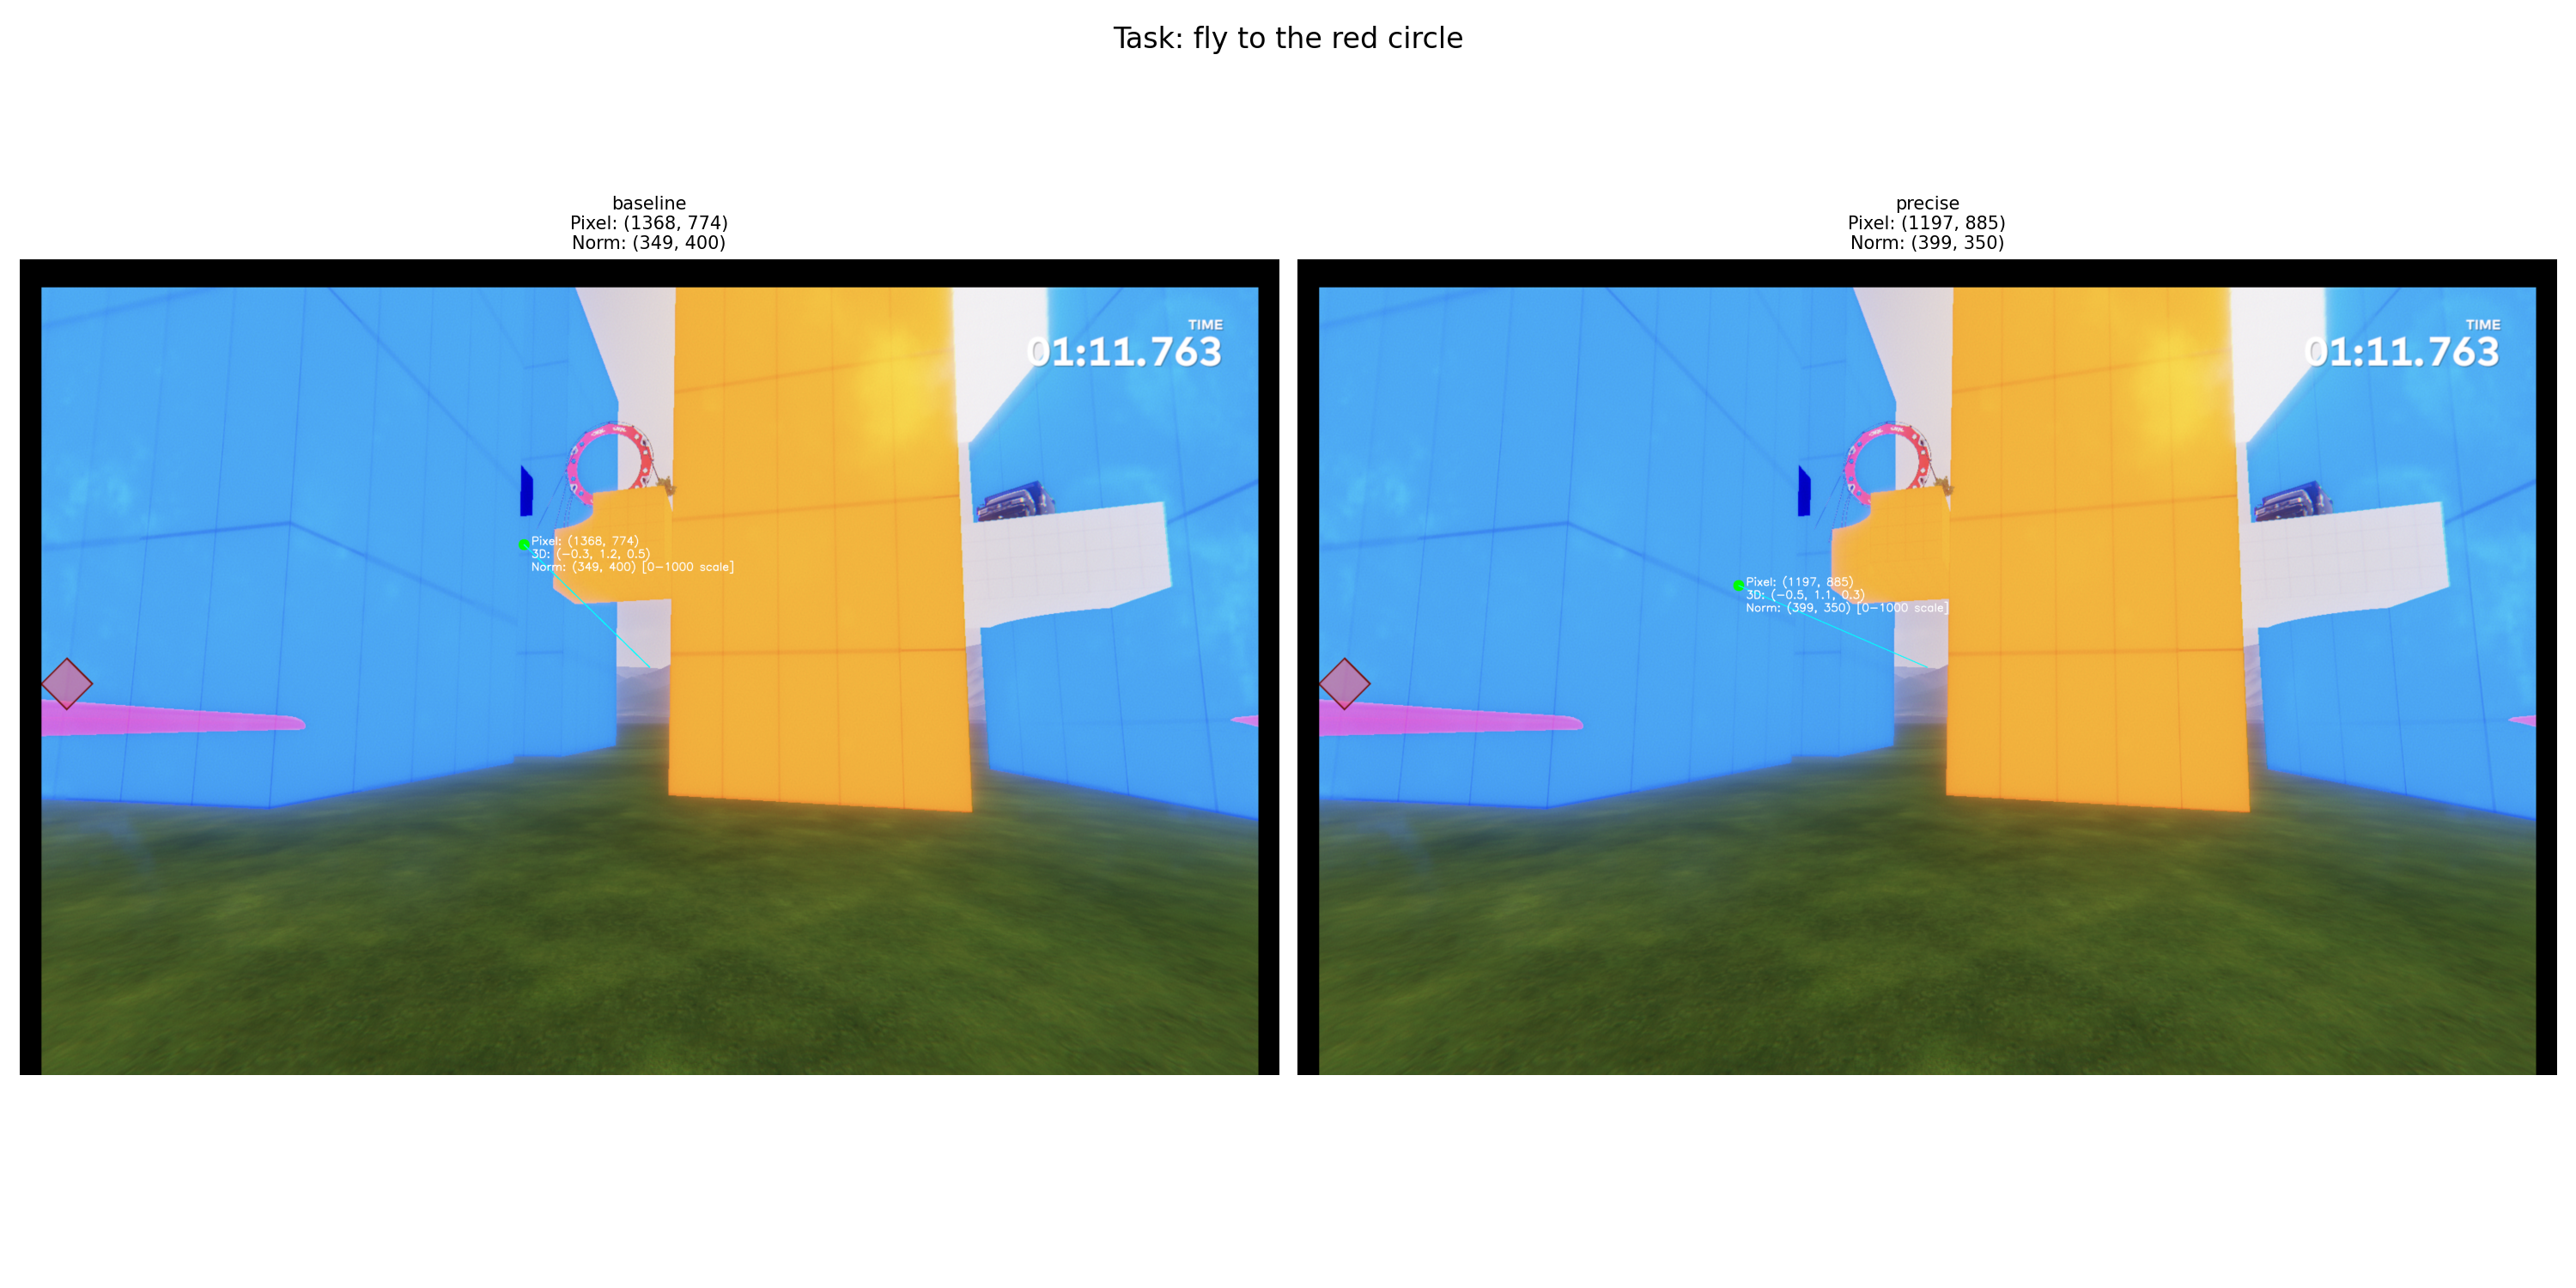 Task: fly to the red circle
baseline
Pixel: (1368, 774)
Norm: (349, 400)
TIME
01:11.763
Pixel: (1368, 774)
3D: (−0.3, 1.2, 0.5)
Norm: (349, 400) [0−1000 scale]
precise
Pixel: (1197, 885)
Norm: (399, 350)
TIME
01:11.763
Pixel: (1197, 885)
3D: (−0.5, 1.1, 0.3)
Norm: (399, 350) [0−1000 scale]